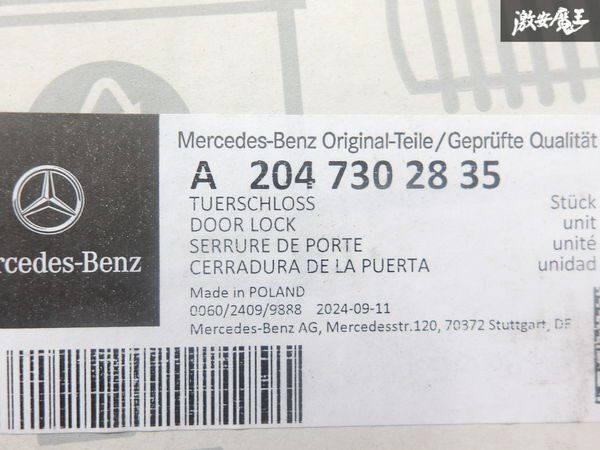 激安魔王
Mercedes-Benz Original-Teile/Geprüfte Qualität
A 204 730 28 35
TUERSCHLOSS Stück
DOOR LOCK unit
SERRURE DE PORTE unité
CERRADURA DE LA PUERTA unidad
rcedes-Benz
Made in POLAND
0060/2409/9888 2024-09-11
Mercedes-Benz AG, Mercedesstr.120, 70372 Stuttgart, DE